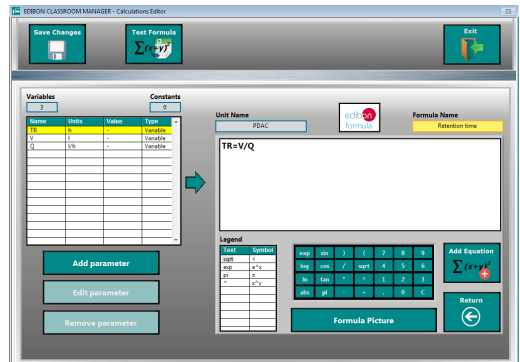 EDIBON CLASSROOM MANAGER - Calculations Editor
Save Changes
Test Formula
Σ(x+y)²
Exit
Variables
Constants
3
0
Name Units Value Type
TR h - Variable
V l - Variable
Q l/h - Variable
Add parameter
Edit parameter
Remove parameter
Unit Name
PDAC
edibon
formula
Formula Name
Retention time
TR=V/Q
Legend
Text Symbol
sqrt
exp e^x
pi π
^ x^y
exp sin ) ( 7 8 9
log cos / sqrt 4 5 6
ln tan * ^ 1 2 3
abs pi - + . 0 C
Formula Picture
Add Equation
Σ(x+y)²
Return